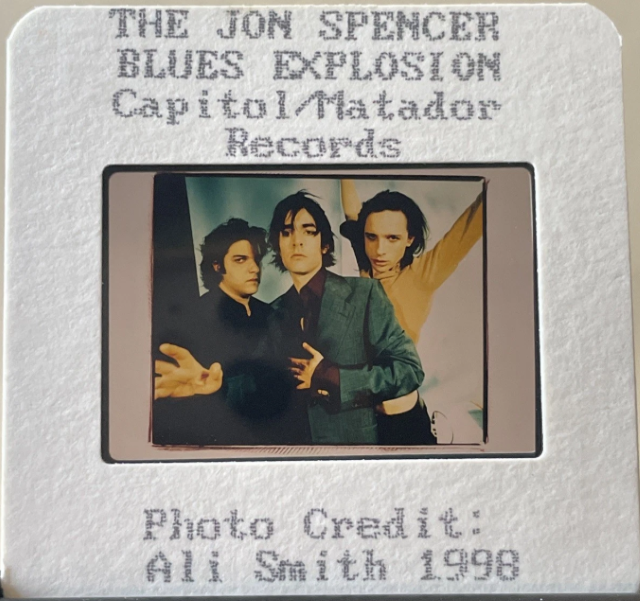 THE JON SPENCER
BLUES EXPLOSION
Capitol/Matador
Records
Photo Credit:
Ali Smith 1998